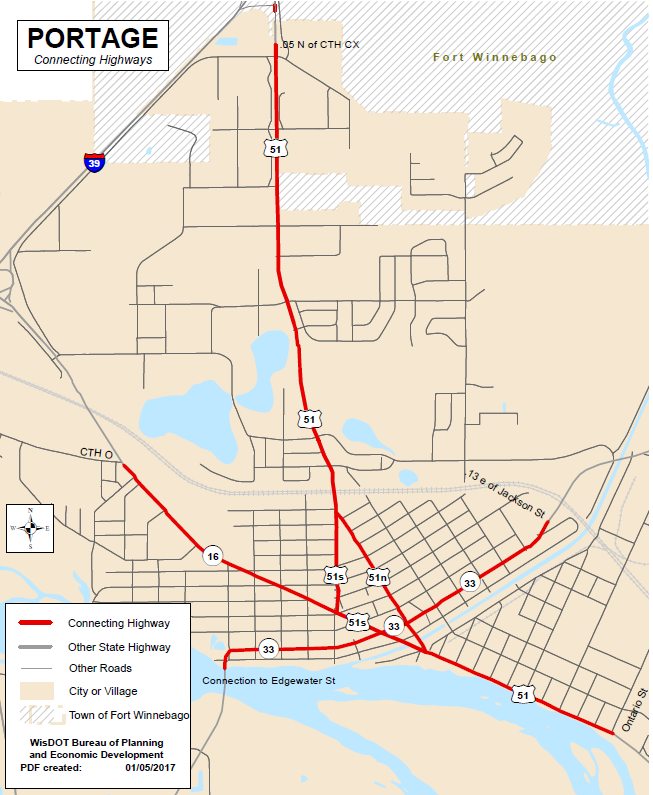 PORTAGE
Connecting Highways
.05 N of CTH CX
Fort Winnebago
51
39
51
CTH O
.13 e of Jackson St
N
W E
S
16
51s
51n
33
51s
33
33
Connection to Edgewater St
51
Ontario St
Connecting Highway
Other State Highway
Other Roads
City or Village
Town of Fort Winnebago
WisDOT Bureau of Planning
and Economic Development
PDF created: 01/05/2017